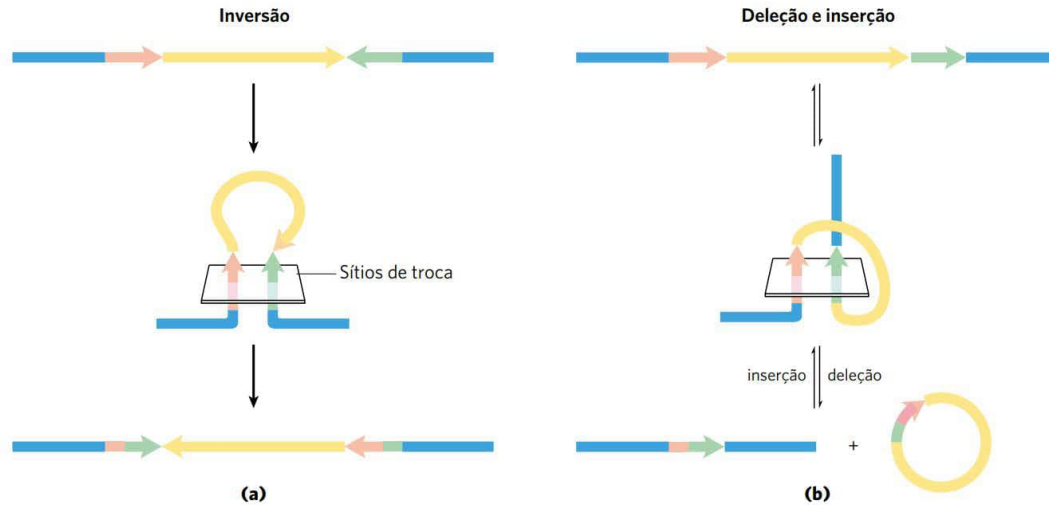 Inversão
Deleção e inserção
Sítios de troca
inserção
deleção
+
(a)
(b)